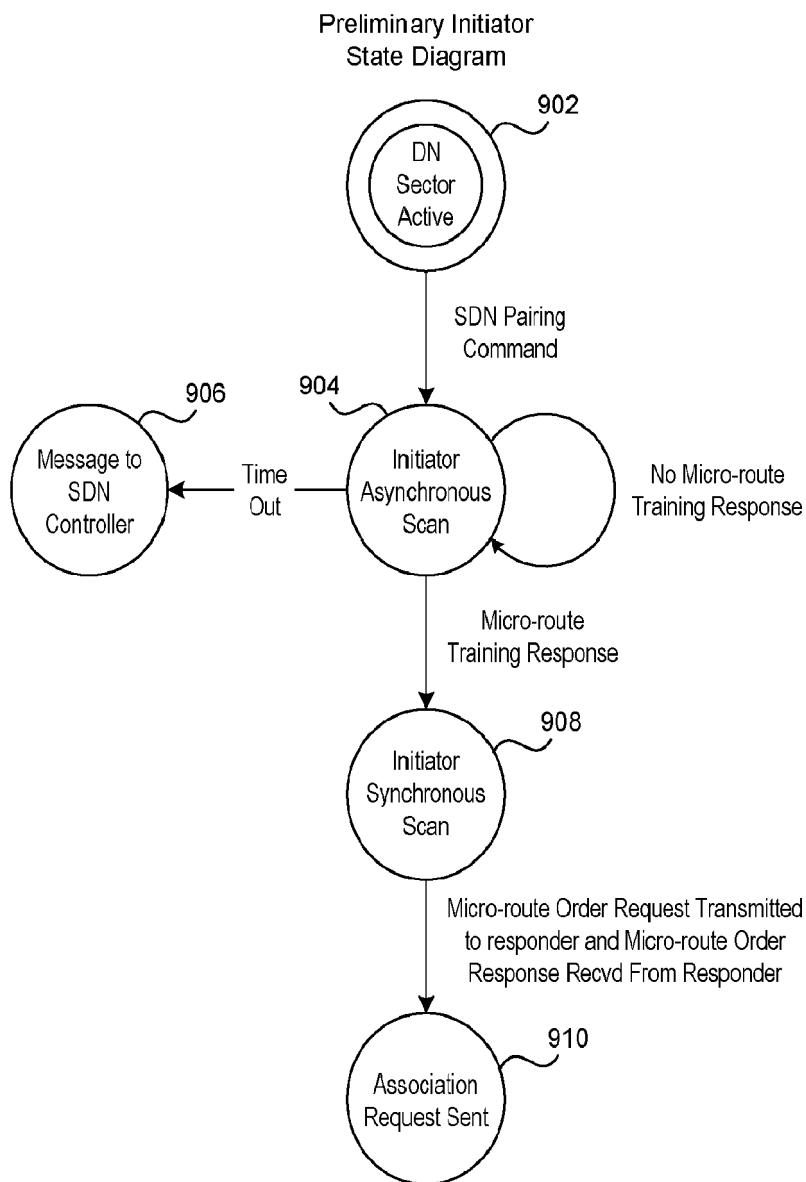 Preliminary Initiator
State Diagram
902
DN
Sector
Active
SDN Pairing
Command
906
904
Message to
SDN
Controller
Time
Out
Initiator
Asynchronous
Scan
No Micro-route
Training Response
Micro-route
Training Response
908
Initiator
Synchronous
Scan
Micro-route Order Request Transmitted
to responder and Micro-route Order
Response Recvd From Responder
910
Association
Request Sent